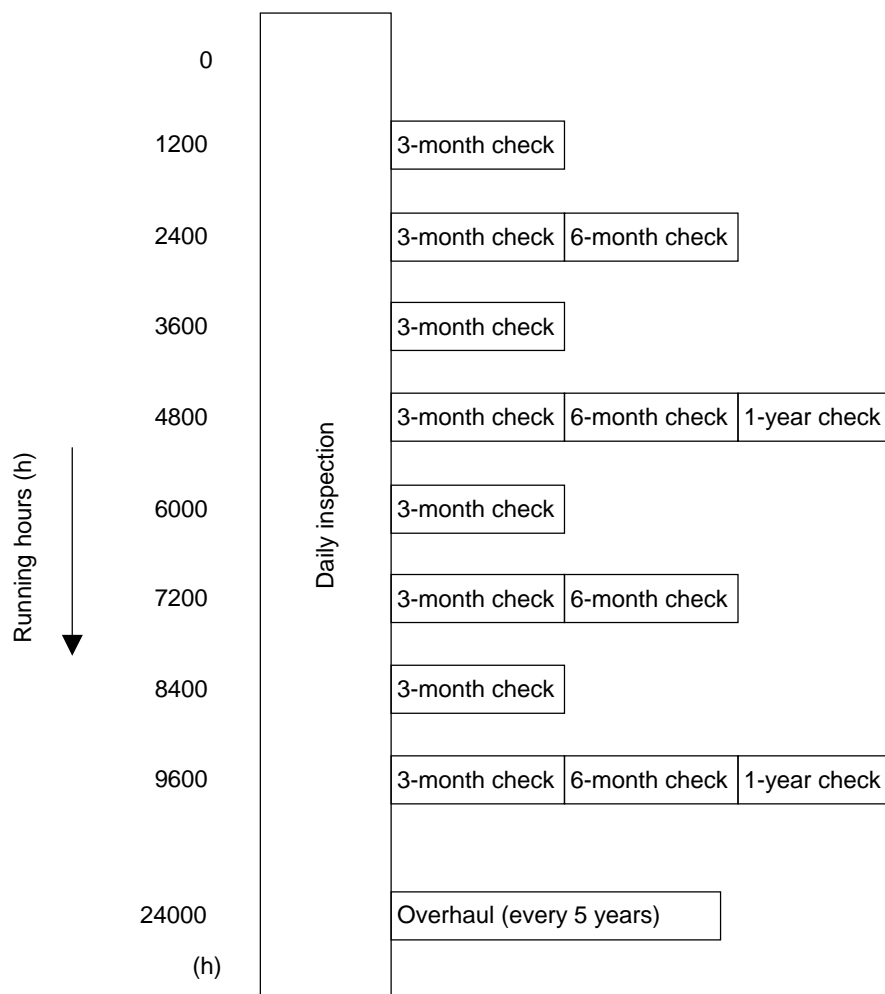 0
1200
3-month check
2400
3-month check 6-month check
3600
3-month check
4800
3-month check 6-month check 1-year check
6000
3-month check
7200
3-month check 6-month check
8400
3-month check
9600
3-month check 6-month check 1-year check
24000
Overhaul (every 5 years)
(h)
Running hours (h)
Daily inspection